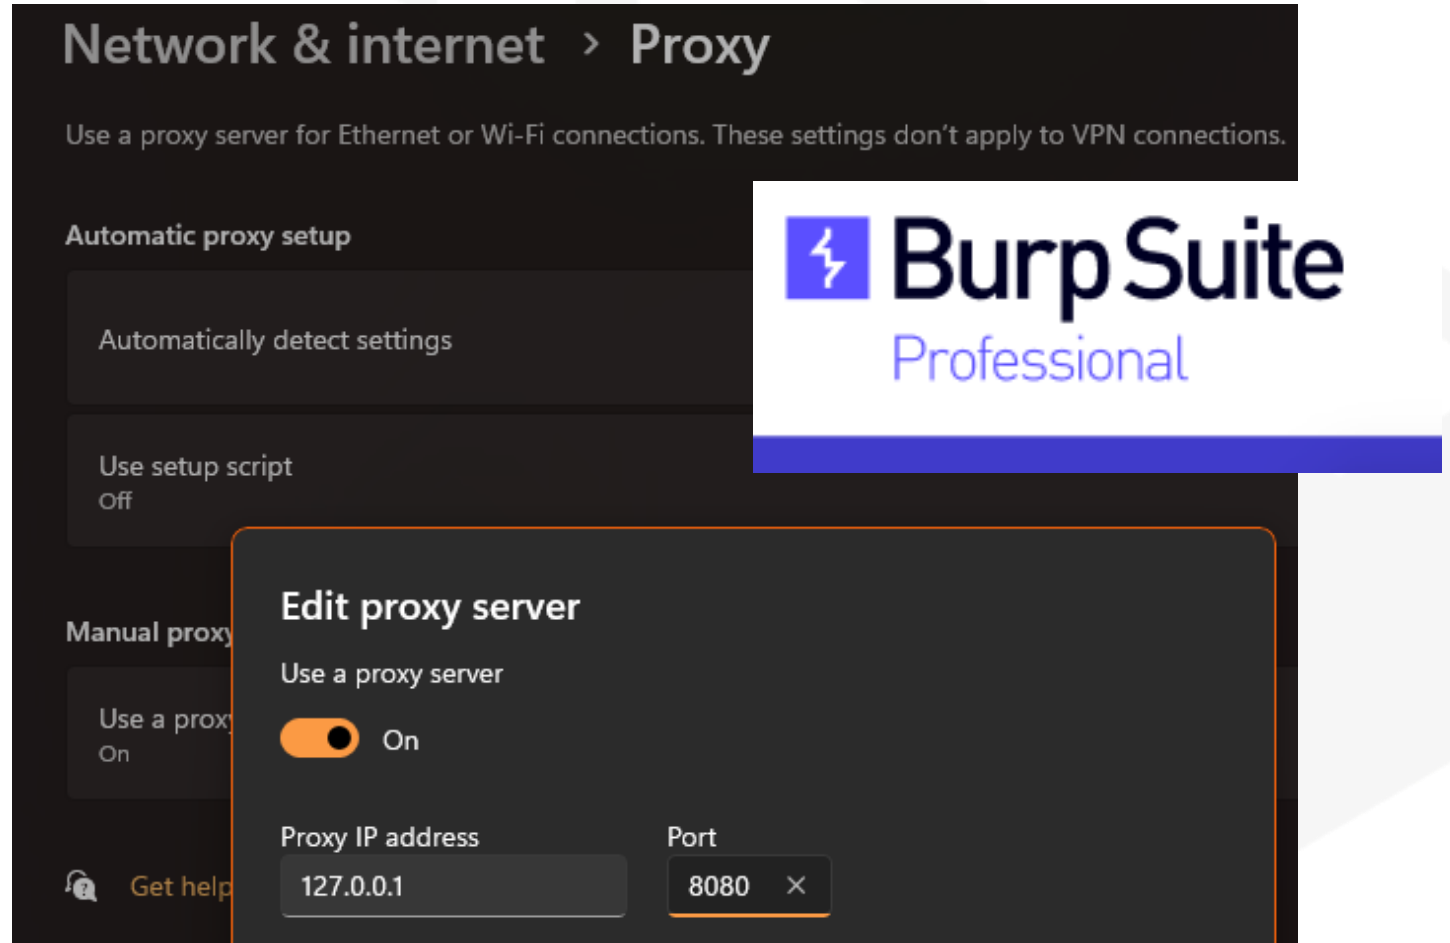 Network & internet > Proxy
Use a proxy server for Ethernet or Wi-Fi connections. These settings don’t apply to VPN connections.
Automatic proxy setup
Burp Suite
Professional
Automatically detect settings
Use setup script
Off
Edit proxy server
Manual proxy
Use a proxy server
Use a proxy
On
On
Proxy IP address
Port
127.0.0.1
8080
Get help